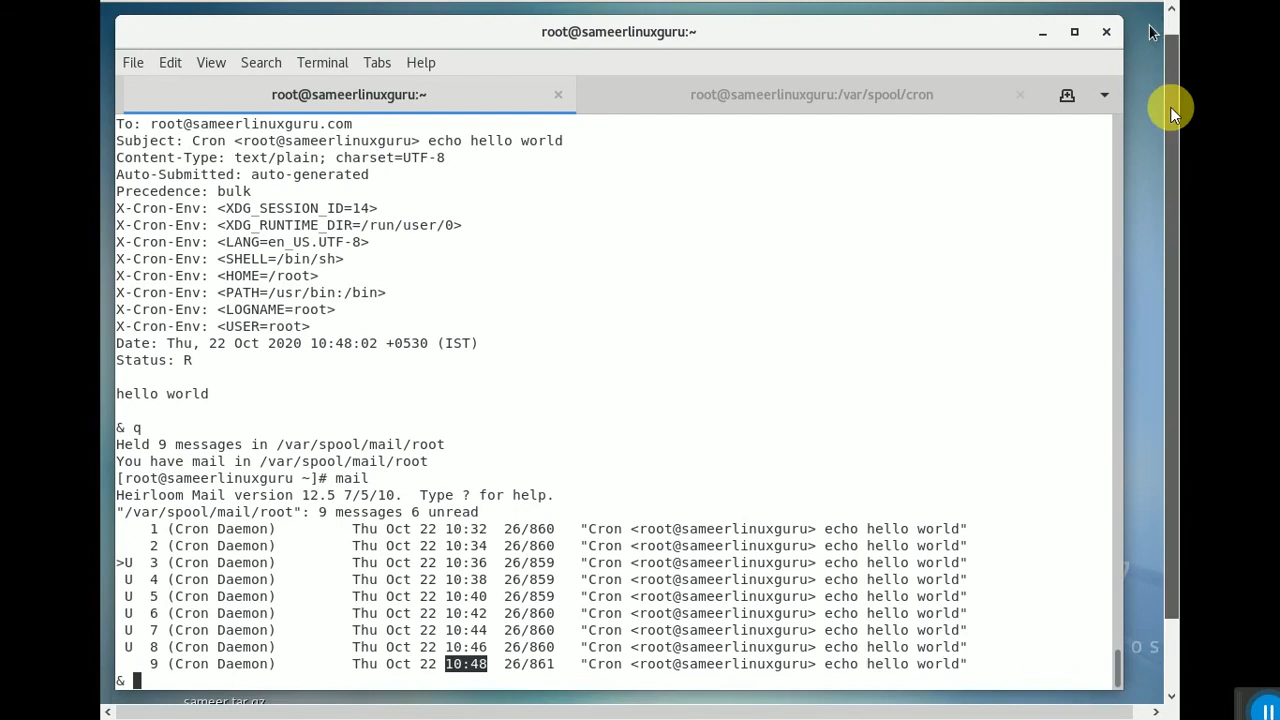 root@sameerlinuxguru:~
File Edit View Search Terminal Tabs Help
root@sameerlinuxguru:~ × root@sameerlinuxguru:/var/spool/cron ×
To: root@sameerlinuxguru.com
Subject: Cron <root@sameerlinuxguru> echo hello world
Content-Type: text/plain; charset=UTF-8
Auto-Submitted: auto-generated
Precedence: bulk
X-Cron-Env: <XDG_SESSION_ID=14>
X-Cron-Env: <XDG_RUNTIME_DIR=/run/user/0>
X-Cron-Env: <LANG=en_US.UTF-8>
X-Cron-Env: <SHELL=/bin/sh>
X-Cron-Env: <HOME=/root>
X-Cron-Env: <PATH=/usr/bin:/bin>
X-Cron-Env: <LOGNAME=root>
X-Cron-Env: <USER=root>
Date: Thu, 22 Oct 2020 10:48:02 +0530 (IST)
Status: R
hello world
& q
Held 9 messages in /var/spool/mail/root
You have mail in /var/spool/mail/root
[root@sameerlinuxguru ~]# mail
Heirloom Mail version 12.5 7/5/10.  Type ? for help.
"/var/spool/mail/root": 9 messages 6 unread
1 (Cron Daemon) Thu Oct 22 10:32 26/860 "Cron <root@sameerlinuxguru> echo hello world"
2 (Cron Daemon) Thu Oct 22 10:34 26/860 "Cron <root@sameerlinuxguru> echo hello world"
>U 3 (Cron Daemon) Thu Oct 22 10:36 26/859 "Cron <root@sameerlinuxguru> echo hello world"
U 4 (Cron Daemon) Thu Oct 22 10:38 26/859 "Cron <root@sameerlinuxguru> echo hello world"
U 5 (Cron Daemon) Thu Oct 22 10:40 26/859 "Cron <root@sameerlinuxguru> echo hello world"
U 6 (Cron Daemon) Thu Oct 22 10:42 26/860 "Cron <root@sameerlinuxguru> echo hello world"
U 7 (Cron Daemon) Thu Oct 22 10:44 26/860 "Cron <root@sameerlinuxguru> echo hello world"
U 8 (Cron Daemon) Thu Oct 22 10:46 26/860 "Cron <root@sameerlinuxguru> echo hello world"
9 (Cron Daemon) Thu Oct 22 10:48 26/861 "Cron <root@sameerlinuxguru> echo hello world"
&
7
O S
sameer.tar.gz